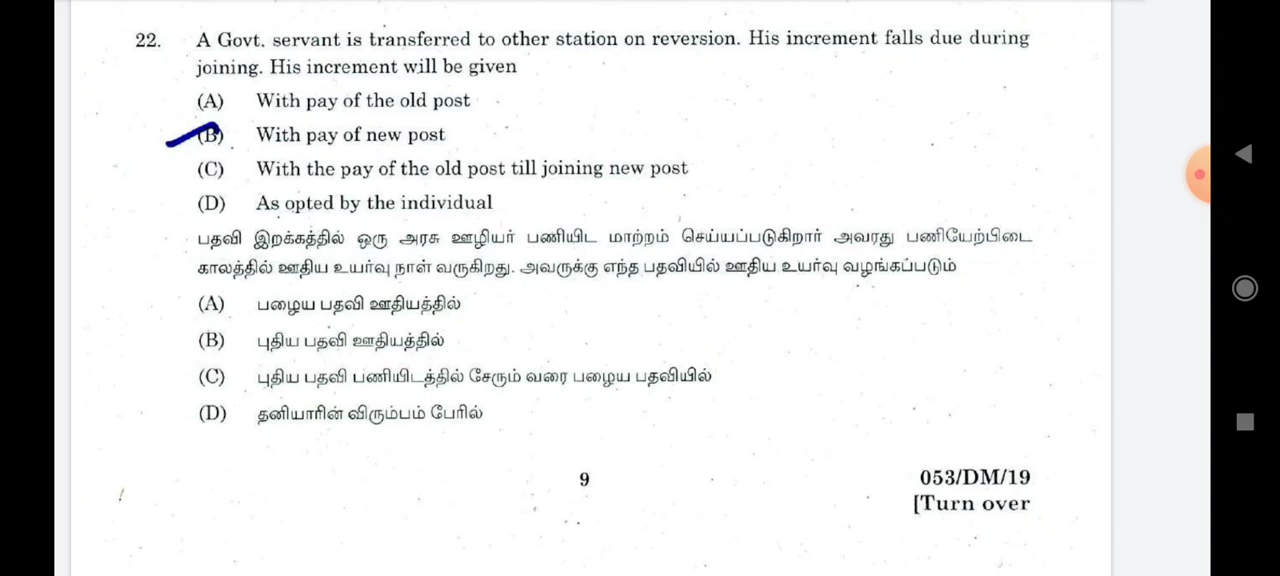 22. A Govt. servant is transferred to other station on reversion. His increment falls due during
joining. His increment will be given
(A) With pay of the old post
(B) With pay of new post
(C) With the pay of the old post till joining new post
(D) As opted by the individual
பதவி இறக்கத்தில் ஒரு அரசு ஊழியர் பணியிட மாற்றம் செய்யப்படுகிறார் அவரது பணியேற்பிடை
காலத்தில் ஊதிய உயர்வு நாள் வருகிறது. அவருக்கு எந்த பதவியில் ஊதிய உயர்வு வழங்கப்படும்
(A) பழைய பதவி ஊதியத்தில்
(B) புதிய பதவி ஊதியத்தில்
(C) புதிய பதவி பணியிடத்தில் சேரும் வரை பழைய பதவியில்
(D) தனியாரின் விரும்பம் பேரில்
9
053/DM/19
[Turn over